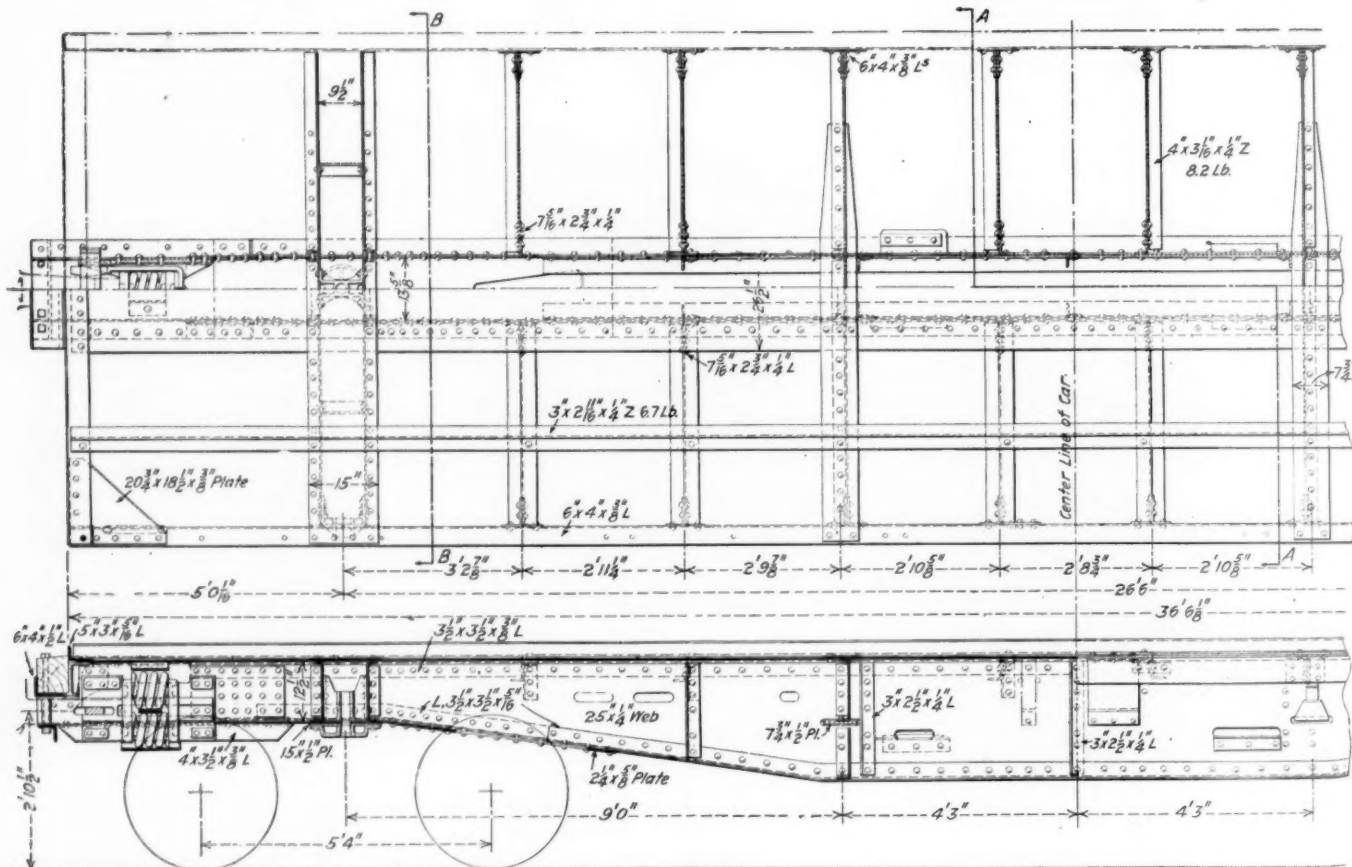 B
A
9 1/2"
6"x4"x3/8" Ls
4"x3 1/16"x1/4" Z
8.2 Lb.
7 5/16"x2 3/4"x1/4"
13 5/8"
7 5/16"x2 3/4"x1/4" L
3"x2 11/16"x1/4" Z 6.7 Lb.
Center Line of Car.
7 3/4"
20 3/4"x18 1/2"x3/8" Plate
15"
6"x4"x3/8" L
B
A
3'2 7/8"
2'11 1/4"
2'9 7/8"
2'10 5/8"
2'8 3/4"
2'10 5/8"
5'0 1/16"
26'6"
36'6 1/8"
6"x4"x1/2" L
5"x3"x5/16" L
3 1/2"x3 1/2"x3/8" L
12 1/2"
L, 3 1/2"x3 1/2"x5/16"
25"x1/4" Web
7 3/4"x1/2" Pl.
3"x2 1/2"x1/4" L
3"x2 1/2"x1/4" L
4"x3 1/2"x3/8" L
15"x1/2" Pl.
2 1/4"x5/8" Plate
2'10 1/2"
9'0"
4'3"
4'3"
5'4"